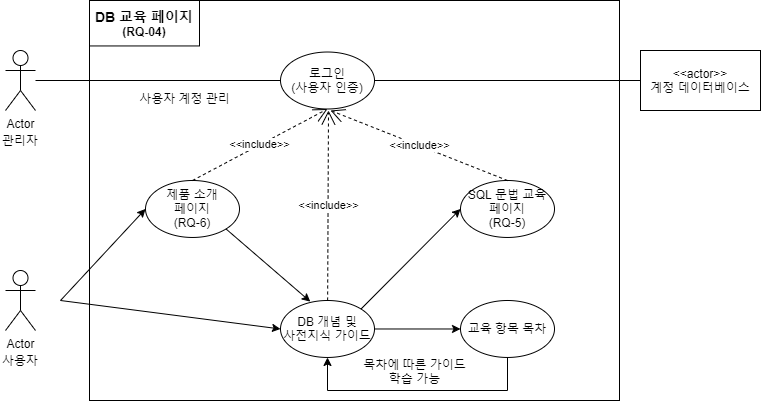 DB 교육 페이지
(RQ-04)
로그인
(사용자 인증)
<<actor>>
계정 데이터베이스
사용자 계정 관리
Actor
관리자
<<include>>
<<include>>
제품 소개
페이지
(RQ-6)
<<include>>
SQL 문법 교육
페이지
(RQ-5)
DB 개념 및
사전지식 가이드
교육 항목 목차
Actor
사용자
목차에 따른 가이드
학습 가능